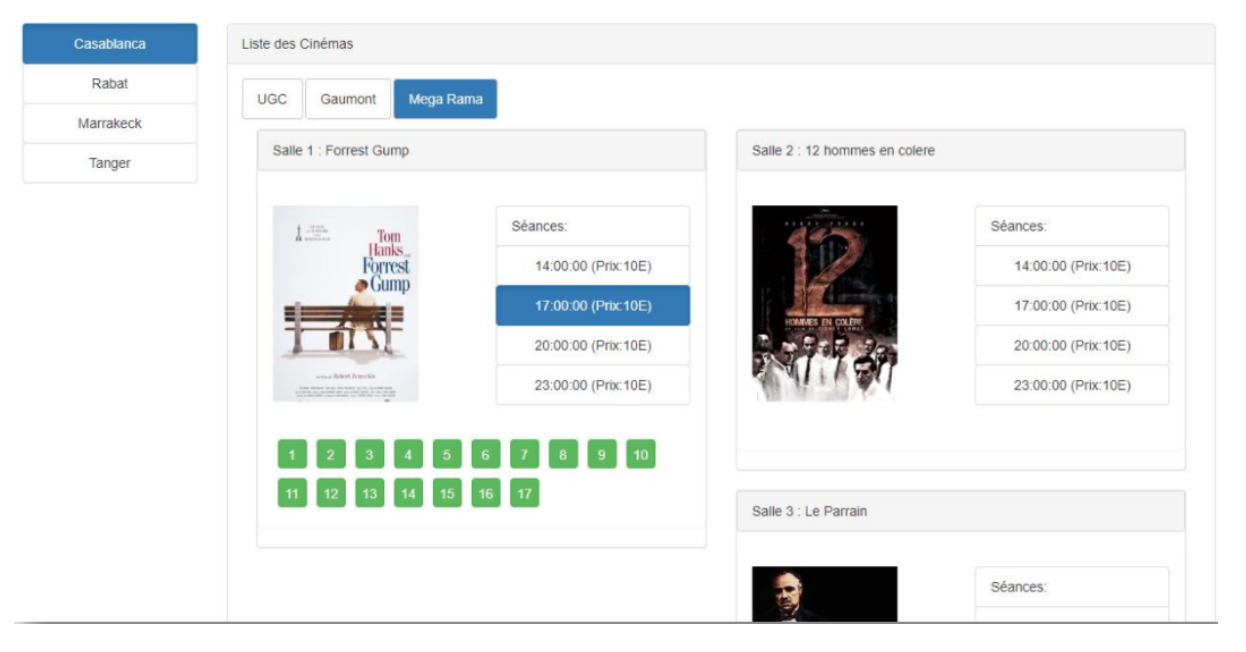 Casablanca
Rabat
Marrakeck
Tanger
Liste des Cinémas
UGC
Gaumont
Mega Rama
Salle 1 : Forrest Gump
Tom
Hanks
Forrest
Gump
Séances:
14:00:00 (Prix:10E)
17:00:00 (Prix:10E)
20:00:00 (Prix:10E)
23:00:00 (Prix:10E)
1 2 3 4 5 6 7 8 9 10
11 12 13 14 15 16 17
Salle 2 : 12 hommes en colere
12
HOMMES EN COLÈRE
Séances:
14:00:00 (Prix:10E)
17:00:00 (Prix:10E)
20:00:00 (Prix:10E)
23:00:00 (Prix:10E)
Salle 3 : Le Parrain
Séances: